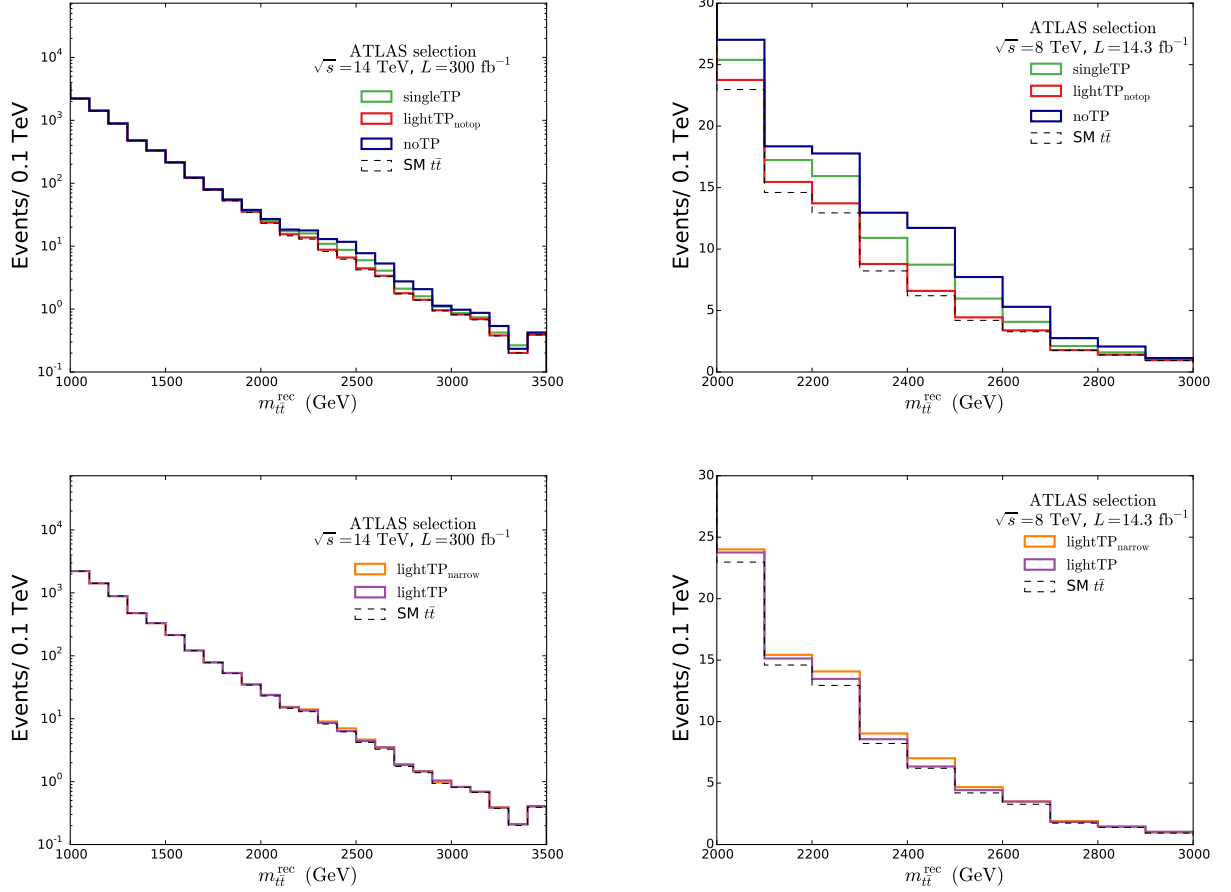 ATLAS selection
√s = 14 TeV, L = 300 fb⁻¹
singleTP
lightTP_notop
noTP
SM tt̄
Events/ 0.1 TeV
10⁴
10³
10²
10¹
10⁰
10⁻¹
1000 1500 2000 2500 3000 3500
m_tt̄^rec (GeV)
ATLAS selection
√s = 8 TeV, L = 14.3 fb⁻¹
singleTP
lightTP_notop
noTP
SM tt̄
Events/ 0.1 TeV
30
25
20
15
10
5
0
2000 2200 2400 2600 2800 3000
m_tt̄^rec (GeV)
ATLAS selection
√s = 14 TeV, L = 300 fb⁻¹
lightTP_narrow
lightTP
SM tt̄
Events/ 0.1 TeV
10⁴
10³
10²
10¹
10⁰
10⁻¹
1000 1500 2000 2500 3000 3500
m_tt̄^rec (GeV)
ATLAS selection
√s = 8 TeV, L = 14.3 fb⁻¹
lightTP_narrow
lightTP
SM tt̄
Events/ 0.1 TeV
30
25
20
15
10
5
0
2000 2200 2400 2600 2800 3000
m_tt̄^rec (GeV)